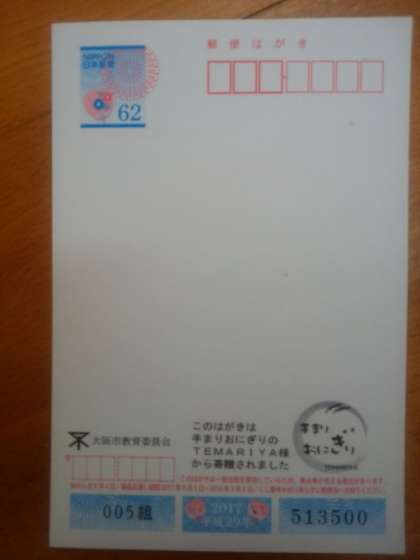 郵便はがき
NIPPON
日本郵便
62
このはがきは
手まりおにぎりの
TEMARIYA様
から寄贈されました
手まり
おにぎり
TEMARIYA
大阪市教育委員会
005組
2017
平成29年
513500